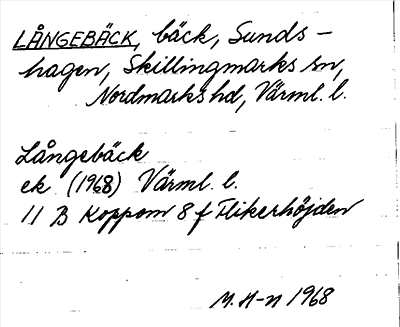 LÅNGEBÄCK, bäck, Sunds-
hagen, Skillingmarks sn,
Nordmarks hd, Värml. l.
Långebäck
ek (1968) Värml. l.
11 B Koppom 8 f Flikerhöjden
M. H-n 1968